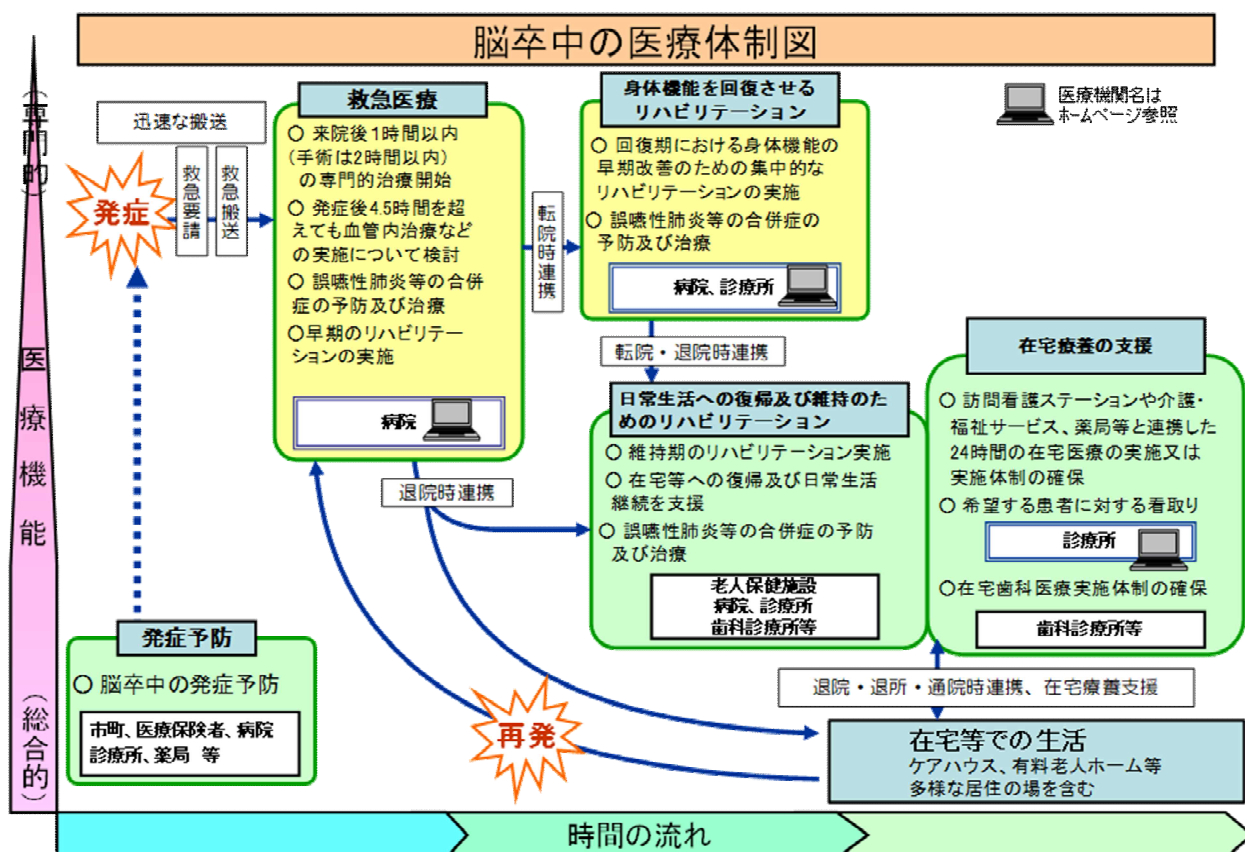 脳卒中の医療体制図
(専門的)
医療機能
(総合的)
医療機関名は
ホームページ参照
迅速な搬送
発症
救急要請
救急搬送
救急医療
○ 来院後1時間以内
(手術は2時間以内)
の専門的治療開始
○ 発症後4.5時間を超
えても血管内治療など
の実施について検討
○ 誤嚥性肺炎等の合併
症の予防及び治療
○早期のリハビリテー
ションの実施
病院
転院時連携
身体機能を回復させる
リハビリテーション
○ 回復期における身体機能の
早期改善のための集中的な
リハビリテーションの実施
○ 誤嚥性肺炎等の合併症の
予防及び治療
病院、診療所
転院・退院時連携
退院時連携
日常生活への復帰及び維持のた
めのリハビリテーション
○ 維持期のリハビリテーション実施
○ 在宅等への復帰及び日常生活
継続を支援
○ 誤嚥性肺炎等の合併症の予防
及び治療
老人保健施設
病院、診療所
歯科診療所等
在宅療養の支援
○ 訪問看護ステーションや介護・
福祉サービス、薬局等と連携した
24時間の在宅医療の実施又は
実施体制の確保
○ 希望する患者に対する看取り
診療所
○在宅歯科医療実施体制の確保
歯科診療所等
発症予防
○ 脳卒中の発症予防
市町、医療保険者、病院
診療所、薬局 等
再発
退院・退所・通院時連携、在宅療養支援
在宅等での生活
ケアハウス、有料老人ホーム等
多様な居住の場を含む
時間の流れ